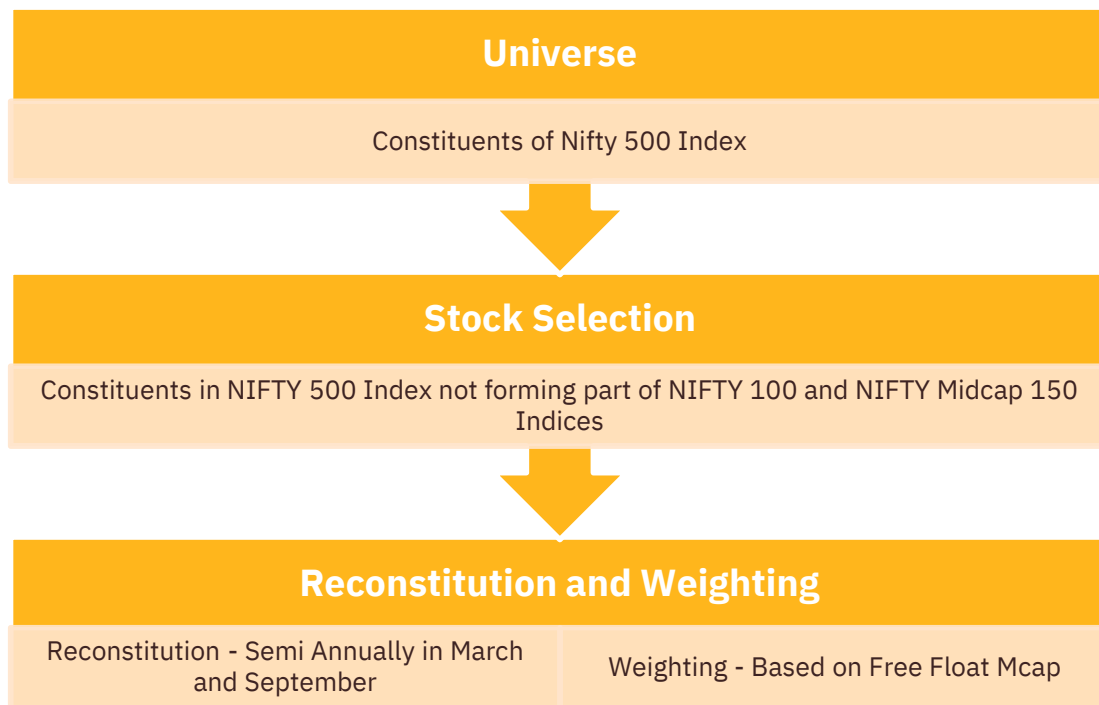 Universe
Constituents of Nifty 500 Index
Stock Selection
Constituents in NIFTY 500 Index not forming part of NIFTY 100 and NIFTY Midcap 150
Indices
Reconstitution and Weighting
Reconstitution - Semi Annually in March
and September
Weighting - Based on Free Float Mcap